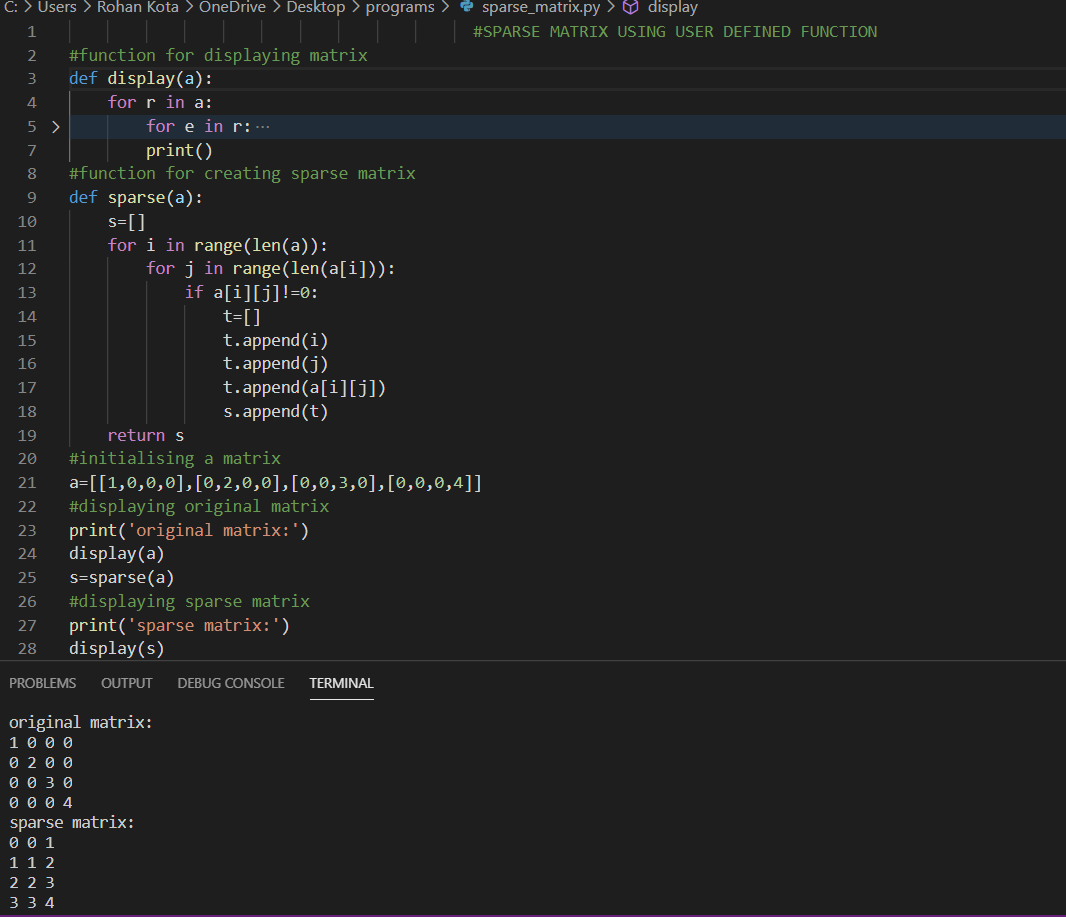 C: > Users > Rohan Kota > OneDrive > Desktop > programs > sparse_matrix.py > display
1 #SPARSE MATRIX USING USER DEFINED FUNCTION
2 #function for displaying matrix
3 def display(a):
4     for r in a:
5 >         for e in r:···
7         print()
8 #function for creating sparse matrix
9 def sparse(a):
10     s=[]
11     for i in range(len(a)):
12         for j in range(len(a[i])):
13             if a[i][j]!=0:
14                 t=[]
15                 t.append(i)
16                 t.append(j)
17                 t.append(a[i][j])
18                 s.append(t)
19     return s
20 #initialising a matrix
21 a=[[1,0,0,0],[0,2,0,0],[0,0,3,0],[0,0,0,4]]
22 #displaying original matrix
23 print('original matrix:')
24 display(a)
25 s=sparse(a)
26 #displaying sparse matrix
27 print('sparse matrix:')
28 display(s)
PROBLEMS OUTPUT DEBUG CONSOLE TERMINAL
original matrix:
1 0 0 0
0 2 0 0
0 0 3 0
0 0 0 4
sparse matrix:
0 0 1
1 1 2
2 2 3
3 3 4